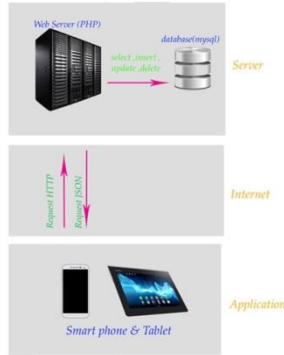 Web Server (PHP)
database(mysql)
select ,insert ,
update ,delete
Server
Request HTTP
Request JSON
Internet
Smart phone & Tablet
Application